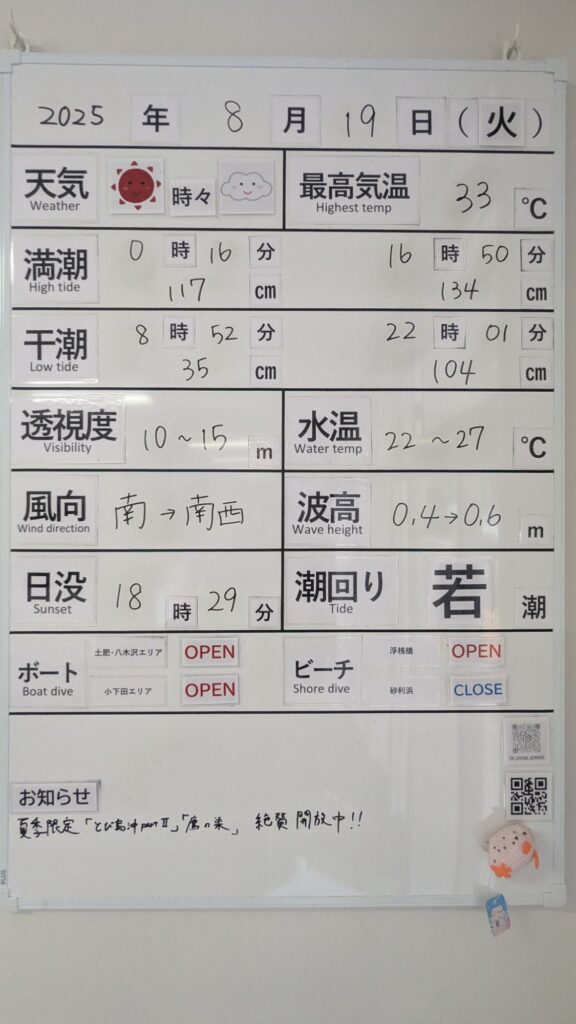 2025 年 8 月 19 日 ( 火 )
天気 時々 最高気温 33 ℃
Weather Highest temp
満潮 0 時 16 分 16 時 50 分
High tide 117 cm 134 cm
干潮 8 時 52 分 22 時 01 分
Low tide 35 cm 104 cm
透視度 10～15 m 水温 22～27 ℃
Visibility Water temp
風向 南→南西 波高 0.4→0.6 m
Wind direction Wave height
日没 18 時 29 分 潮回り 若 潮
Sunset Tide
ボート 土肥・八木沢エリア OPEN ビーチ 浮桟橋 OPEN
Boat dive 小下田エリア OPEN Shore dive 砂利浜 CLOSE
お知らせ
夏季限定「とび島沖partⅡ」「の巣」絶賛開放中!!
PLUS